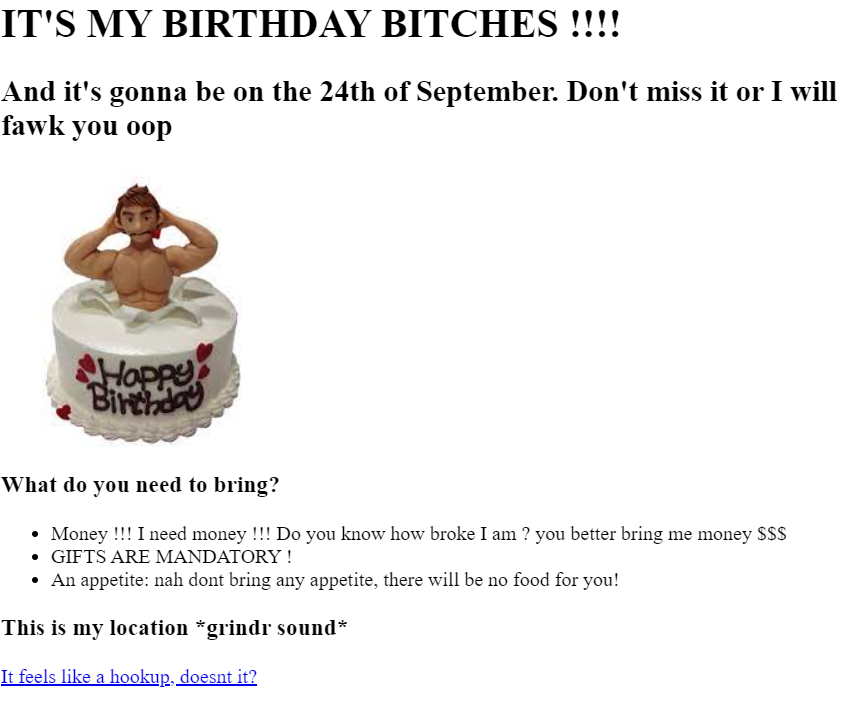 IT'S MY BIRTHDAY BITCHES !!!!
And it's gonna be on the 24th of September. Don't miss it or I will
fawk you oop
Happy
Birthday
What do you need to bring?
Money !!! I need money !!! Do you know how broke I am ? you better bring me money $$$
GIFTS ARE MANDATORY !
An appetite: nah dont bring any appetite, there will be no food for you!
This is my location *grindr sound*
It feels like a hookup, doesnt it?